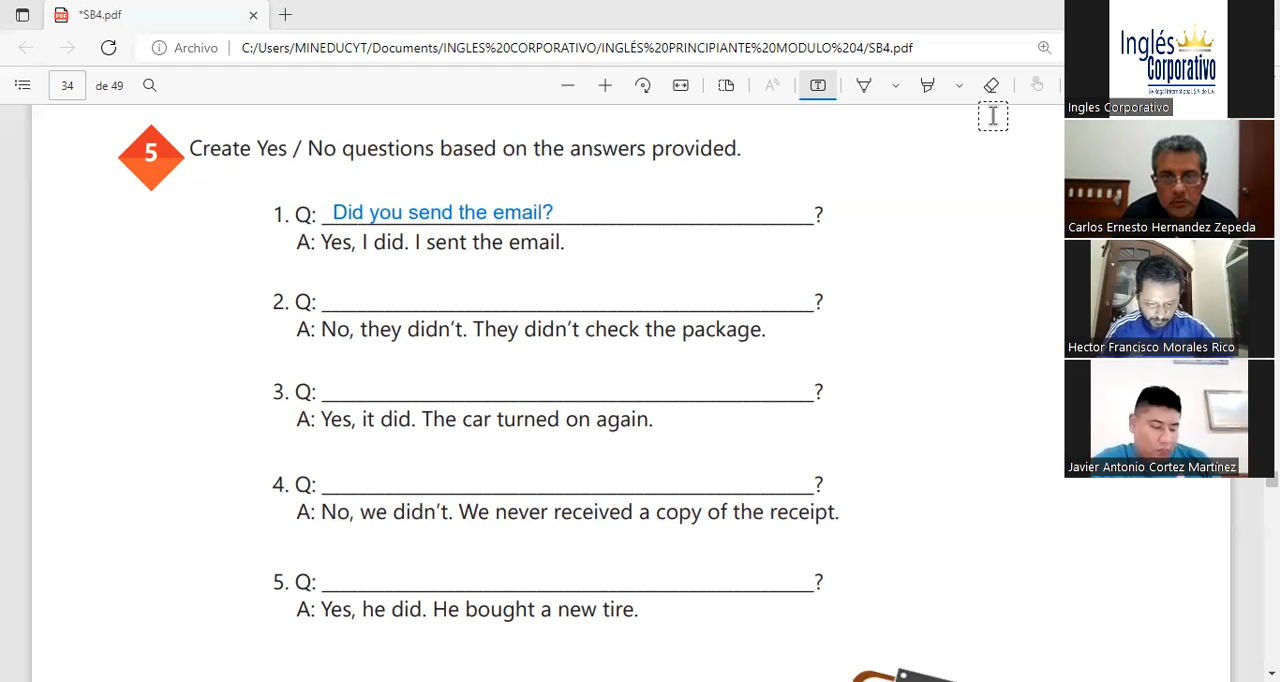 *SB4.pdf
Archivo C:/Users/MINEDUCYT/Documents/INGLES%20CORPORATIVO/INGLÉS%20PRINCIPIANTE%20MODULO%204/SB4.pdf
34 de 49
5 Create Yes / No questions based on the answers provided.
1. Q: Did you send the email? ?
A: Yes, I did. I sent the email.
2. Q: ?
A: No, they didn't. They didn't check the package.
3. Q: ?
A: Yes, it did. The car turned on again.
4. Q: ?
A: No, we didn't. We never received a copy of the receipt.
5. Q: ?
A: Yes, he did. He bought a new tire.
Inglés
Corporativo
Ingles Corporativo
Carlos Ernesto Hernandez Zepeda
Hector Francisco Morales Rico
Javier Antonio Cortez Martínez